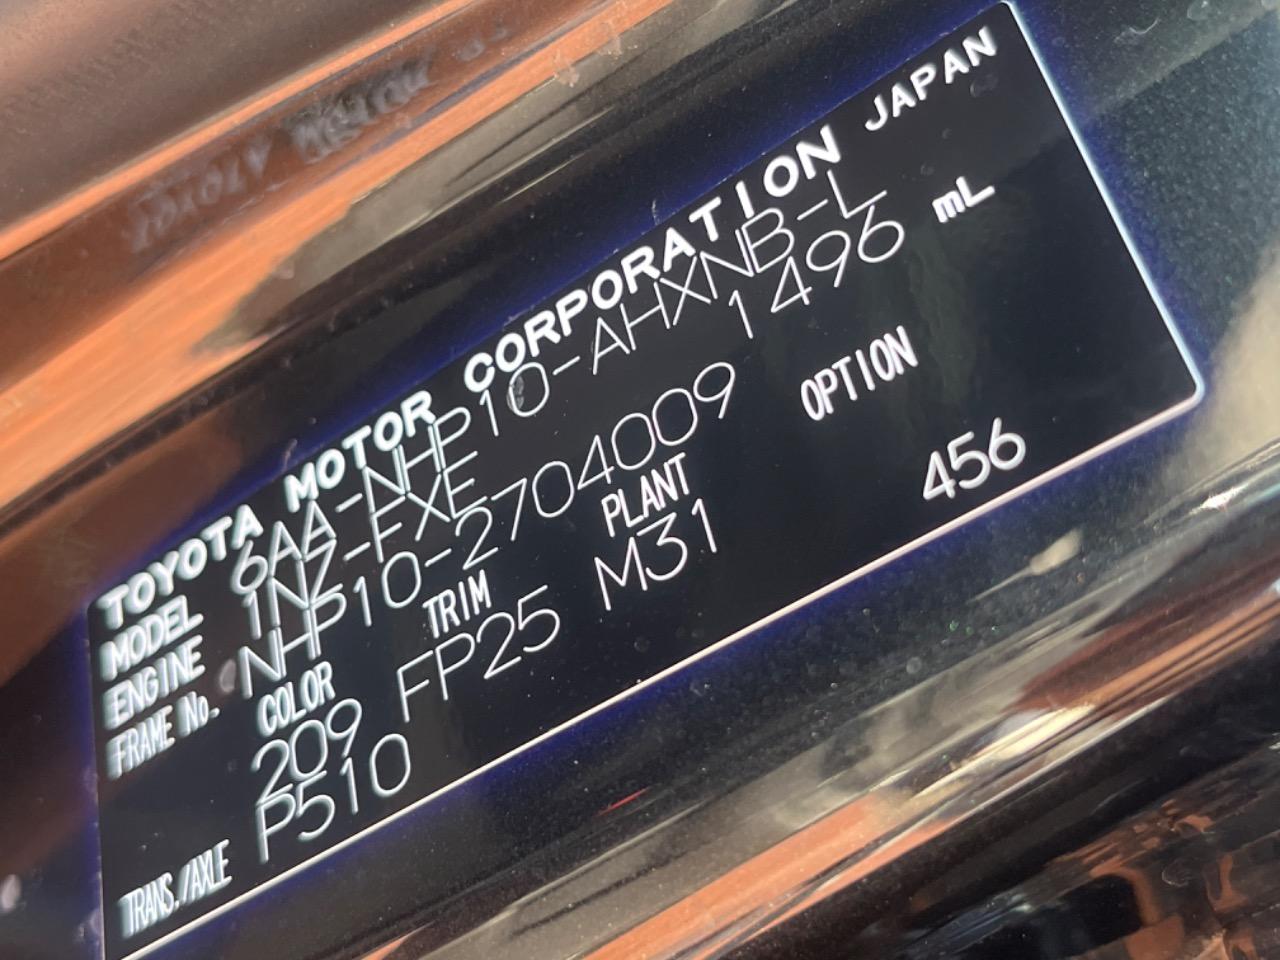 TOYOTA MOTOR CORPORATION JAPAN
MODEL 6AA-NHP10-AHXNB-L
ENGINE 1NZ-FXE 1496 mL
FRAME No. NHP10-2704009
COLOR TRIM PLANT OPTION
209 FP25 M31 456
TRANS./AXLE P510